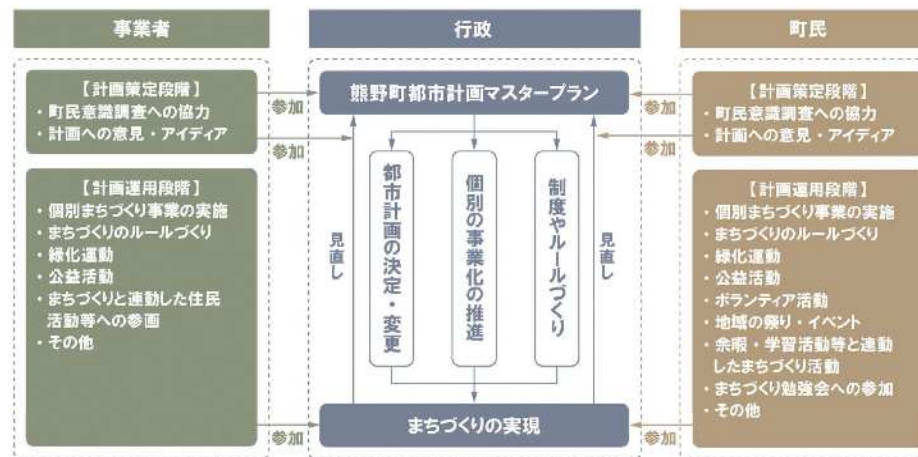 事業者
【計画策定段階】
・町民意識調査への協力
・計画への意見・アイディア
【計画運用段階】
・個別まちづくり事業の実施
・まちづくりのルールづくり
・緑化運動
・公益活動
・まちづくりと連動した住民
活動等への参画
・その他
参加
参加
参加
行政
熊野町都市計画マスタープラン
見直し
都市計画の決定・変更
個別の事業化の推進
制度やルールづくり
見直し
まちづくりの実現
参加
参加
参加
町民
【計画策定段階】
・町民意識調査への協力
・計画への意見・アイディア
【計画運用段階】
・個別まちづくり事業の実施
・まちづくりのルールづくり
・緑化運動
・公益活動
・ボランティア活動
・地域の祭り・イベント
・余暇・学習活動等と連動
したまちづくり活動
・まちづくり勉強会への参加
・その他